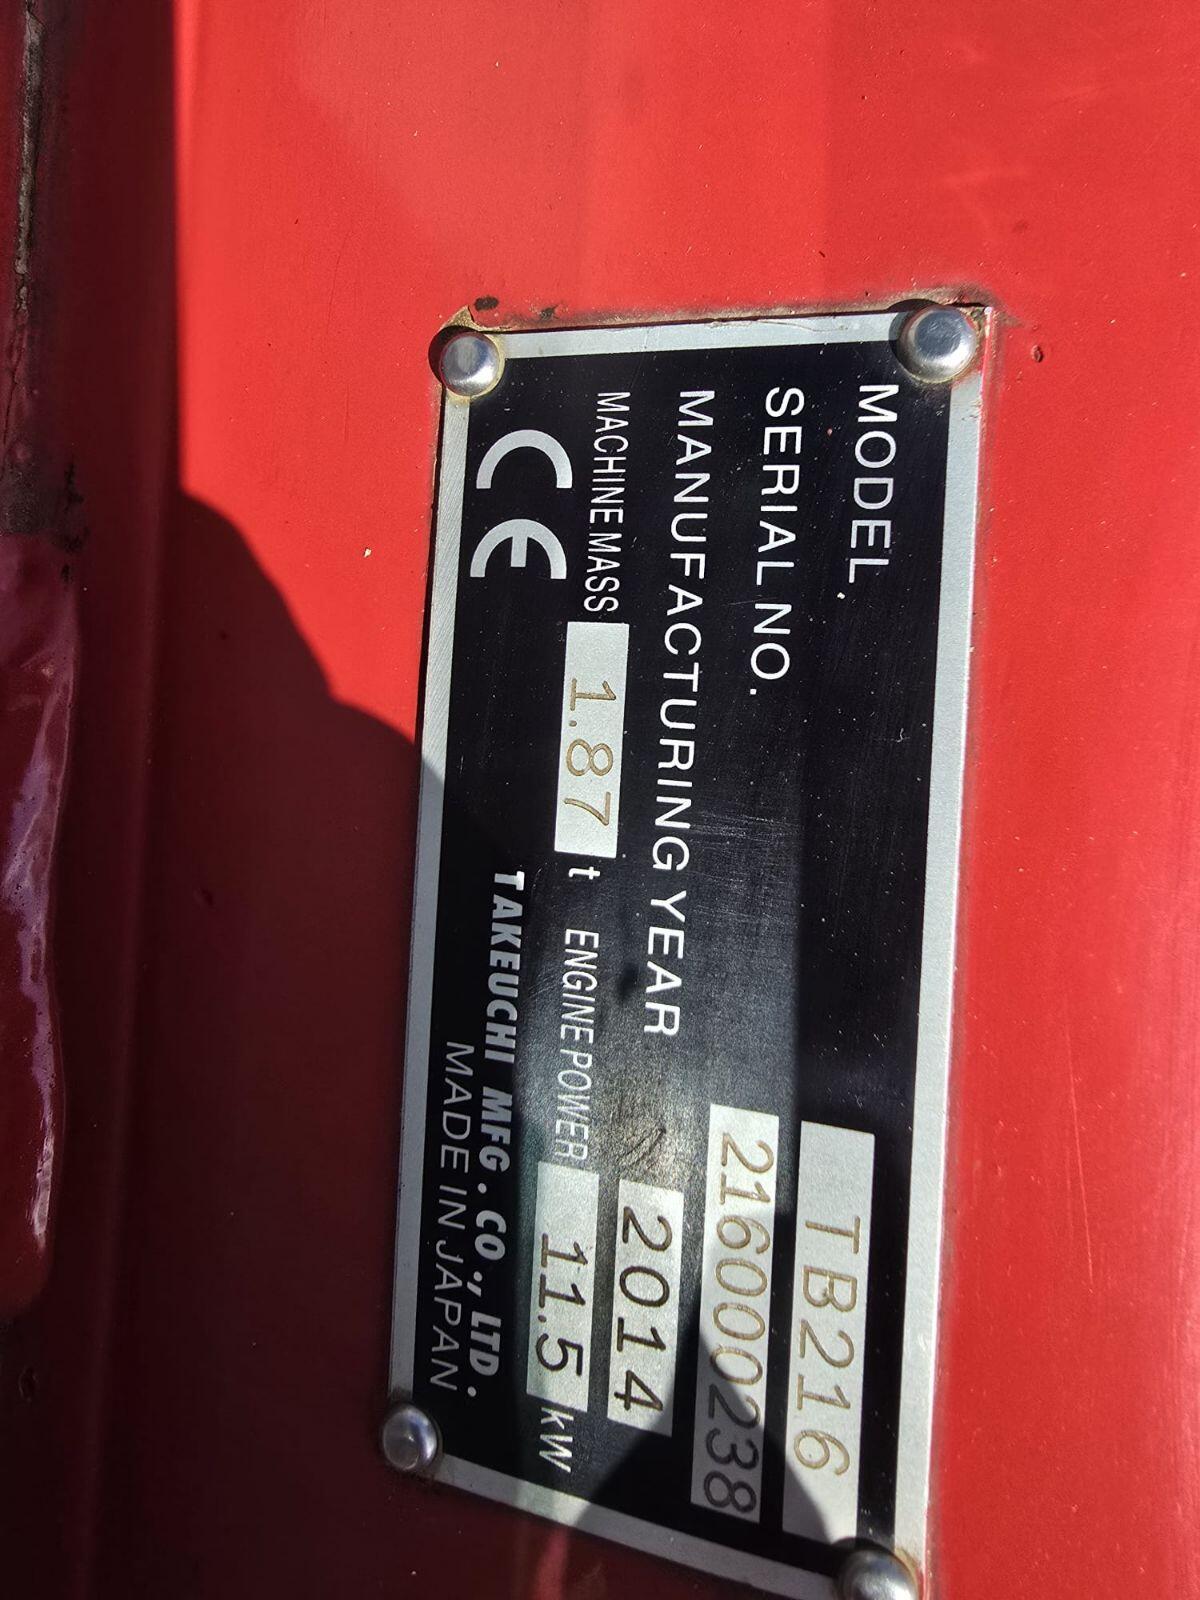 MODEL. TB216
SERIAL NO. 216000238
MANUFACTURING YEAR 2014
MACHINE MASS 1.87 t ENGINE POWER 11.5 kW
CE TAKEUCHI MFG.CO.,LTD.
MADE IN JAPAN